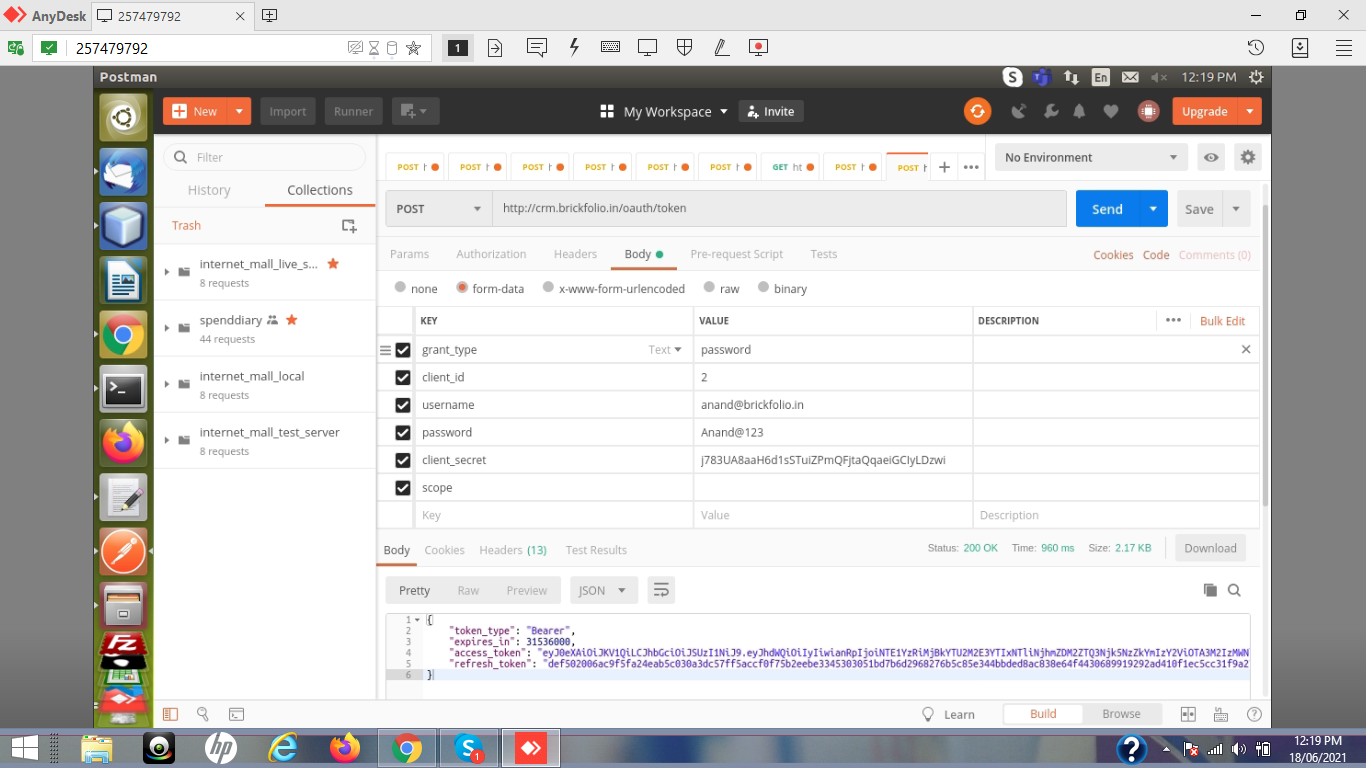 AnyDesk 257479792
257479792 1
Postman S En 12:19 PM
New Import Runner My Workspace Invite Upgrade
Filter
History Collections
Trash
internet_mall_live_s...
8 requests
spenddiary
44 requests
internet_mall_local
8 requests
internet_mall_test_server
8 requests
POST POST POST POST POST POST GET ht POST POST + ••• No Environment
POST http://crm.brickfolio.in/oauth/token Send Save
Params Authorization Headers Body Pre-request Script Tests Cookies Code Comments (0)
none form-data x-www-form-urlencoded raw binary
KEY VALUE DESCRIPTION ••• Bulk Edit
grant_type Text password
client_id 2
username anand@brickfolio.in
password Anand@123
client_secret
scope
Key Value Description
Body Cookies Headers (13) Test Results Status: 200 OK Time: 960 ms Size: 2.17 KB Download
Pretty Raw Preview JSON
1 {
2 "token_type": "Bearer",
3 "expires_in": 31536000,
4 "access_token":
5 "refresh_token":
6 }
Learn Build Browse
hp S 1 12:19 PM
18/06/2021